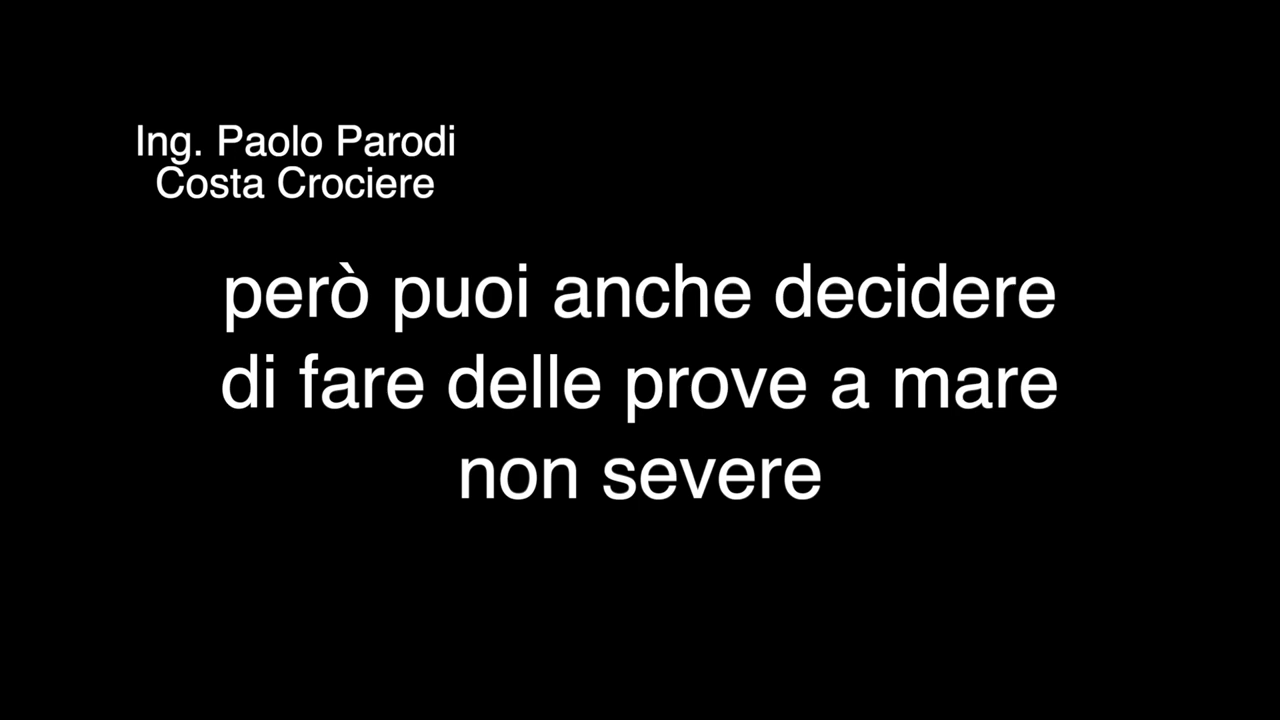 Ing. Paolo Parodi
Costa Crociere
però puoi anche decidere
di fare delle prove a mare
non severe